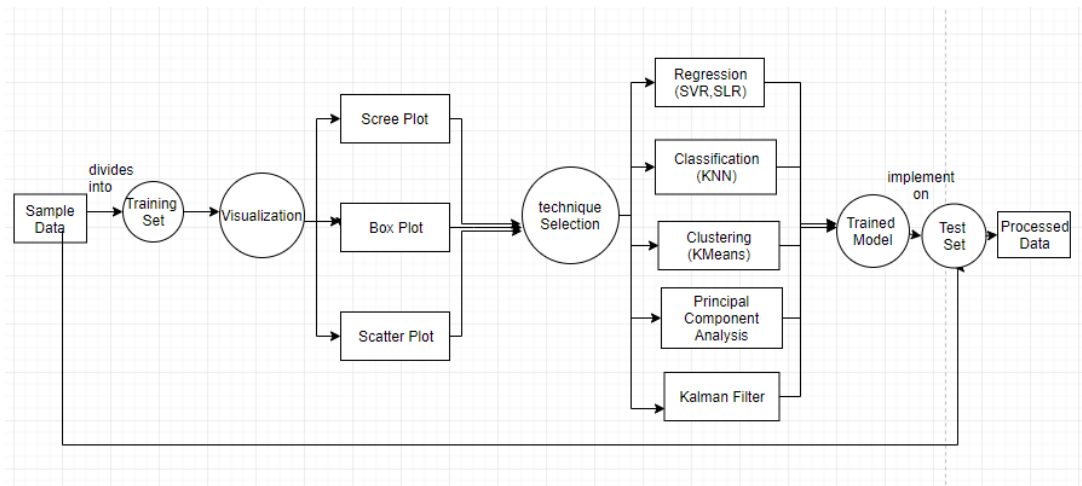 divides
into
Sample
Data
Training
Set
Visualization
Scree Plot
Box Plot
Scatter Plot
technique
Selection
Regression
(SVR,SLR)
Classification
(KNN)
Clustering
(KMeans)
Principal
Component
Analysis
Kalman Filter
Trained
Model
implement
on
Test
Set
Processed
Data